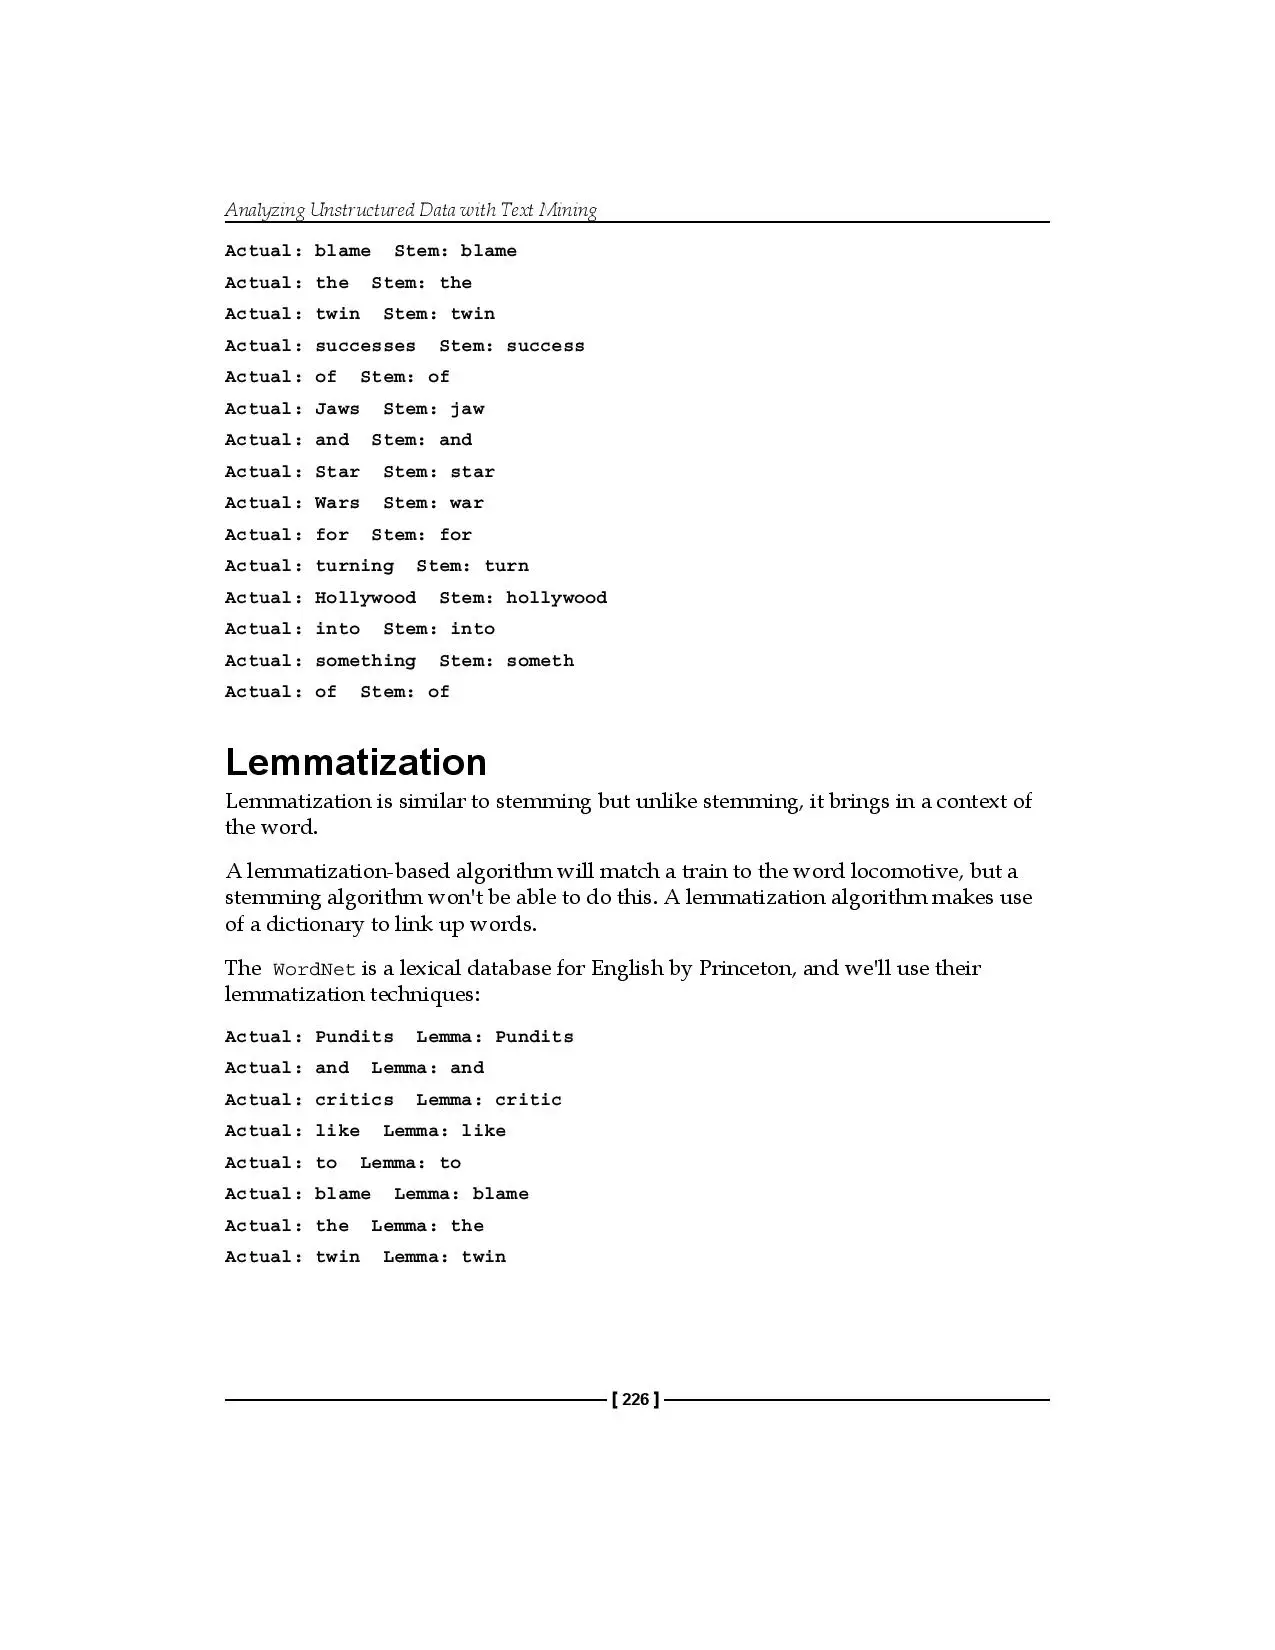 Analyzing Unstructured Data with Text Mining
Actual: blame  Stem: blame
Actual: the  Stem: the
Actual: twin  Stem: twin
Actual: successes  Stem: success
Actual: of  Stem: of
Actual: Jaws  Stem: jaw
Actual: and  Stem: and
Actual: Star  Stem: star
Actual: Wars  Stem: war
Actual: for  Stem: for
Actual: turning  Stem: turn
Actual: Hollywood  Stem: hollywood
Actual: into  Stem: into
Actual: something  Stem: someth
Actual: of  Stem: of
Lemmatization
Lemmatization is similar to stemming but unlike stemming, it brings in a context of
the word.
A lemmatization-based algorithm will match a train to the word locomotive, but a
stemming algorithm won't be able to do this. A lemmatization algorithm makes use
of a dictionary to link up words.
The WordNet is a lexical database for English by Princeton, and we'll use their
lemmatization techniques:
Actual: Pundits  Lemma: Pundits
Actual: and  Lemma: and
Actual: critics  Lemma: critic
Actual: like  Lemma: like
Actual: to  Lemma: to
Actual: blame  Lemma: blame
Actual: the  Lemma: the
Actual: twin  Lemma: twin
[ 226 ]